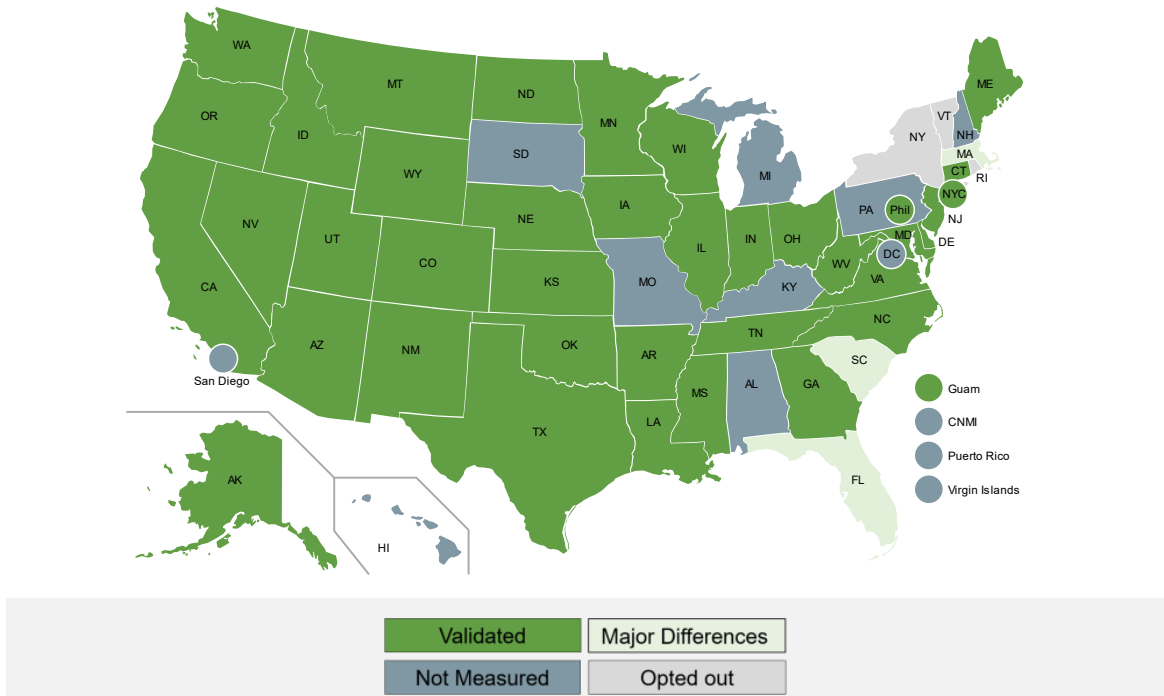 WA
ME
MT
ND
VT
OR
MN
NH
NY
ID
WI
SD
MA
CT
WY
MI
RI
NYC
IA
PA
Phil
NE
NJ
NV
MD
UT
IN
OH
DE
IL
DC
CO
WV
VA
KS
MO
CA
KY
NC
TN
AZ
OK
NM
AR
SC
San Diego
AL
GA
MS
Guam
LA
CNMI
TX
Puerto Rico
AK
FL
Virgin Islands
HI
Validated
Major Differences
Not Measured
Opted out